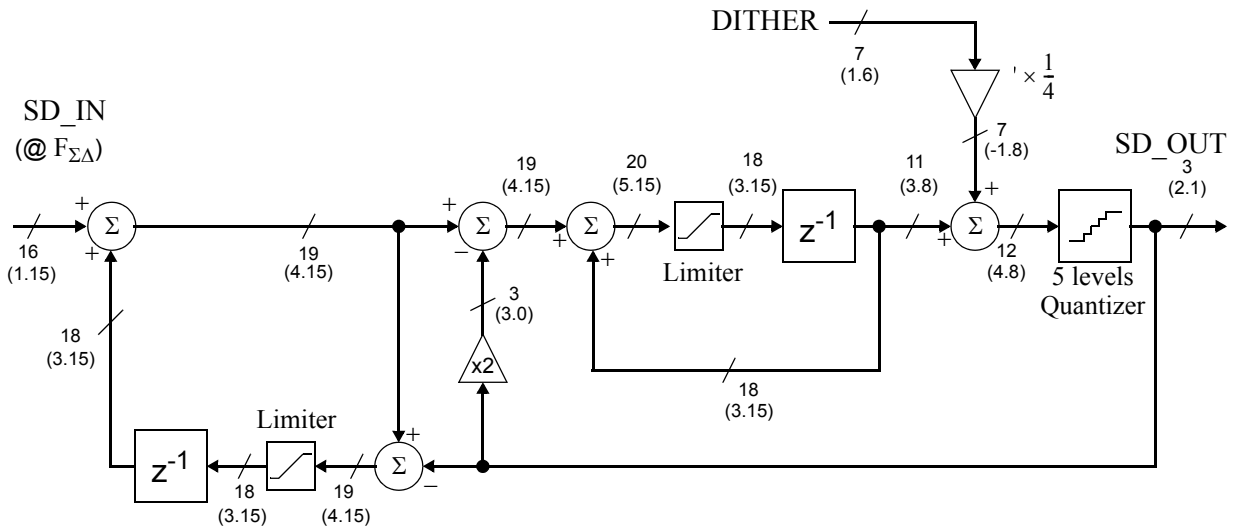 DITHER
7
(1.6)
' × 1/4
SD_IN
(@ FΣΔ)
7
(-1.8)
SD_OUT
3
(2.1)
19
(4.15)
20
(5.15)
18
(3.15)
11
(3.8)
+
Σ
+
16
(1.15)
19
(4.15)
+
Σ
−
+
Σ
+
Limiter
z-1
+
Σ
+
12
(4.8)
5 levels
Quantizer
3
(3.0)
18
(3.15)
x2
18
(3.15)
Limiter
z-1
+
Σ
−
18
(3.15)
19
(4.15)